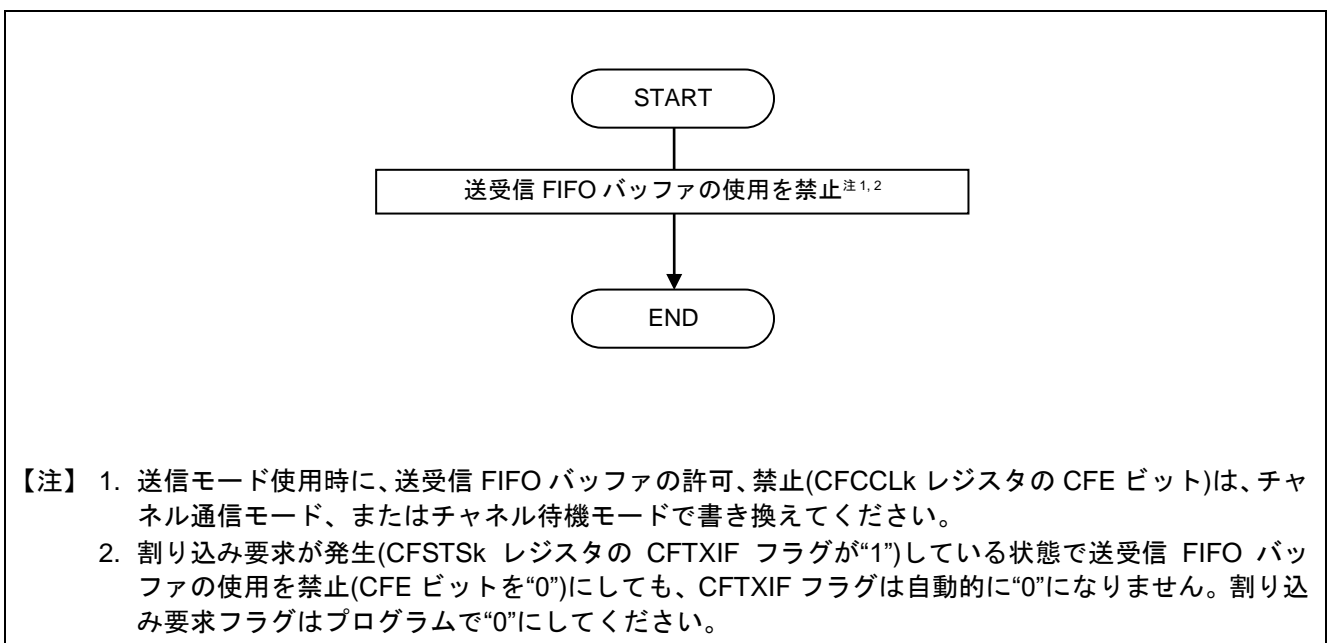 START
送受信 FIFO バッファの使用を禁止注 1, 2
END
【注】 1. 送信モード使用時に、送受信 FIFO バッファの許可、禁止(CFCCLk レジスタの CFE ビット)は、チャ
ネル通信モード、またはチャネル待機モードで書き換えてください。
2. 割り込み要求が発生(CFSTSk レジスタの CFTXIF フラグが“1”)している状態で送受信 FIFO バッ
ファの使用を禁止(CFE ビットを“0”)にしても、CFTXIF フラグは自動的に“0”になりません。割り込
み要求フラグはプログラムで“0”にしてください。